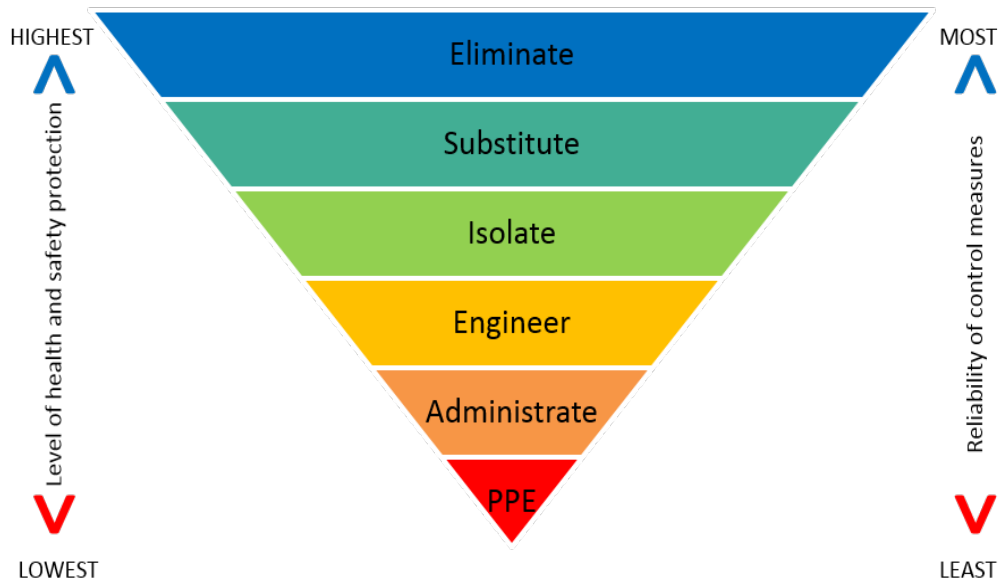 HIGHEST
MOST
Eliminate
Substitute
Isolate
Engineer
Administrate
PPE
Level of health and safety protection
Reliability of control measures
LOWEST
LEAST